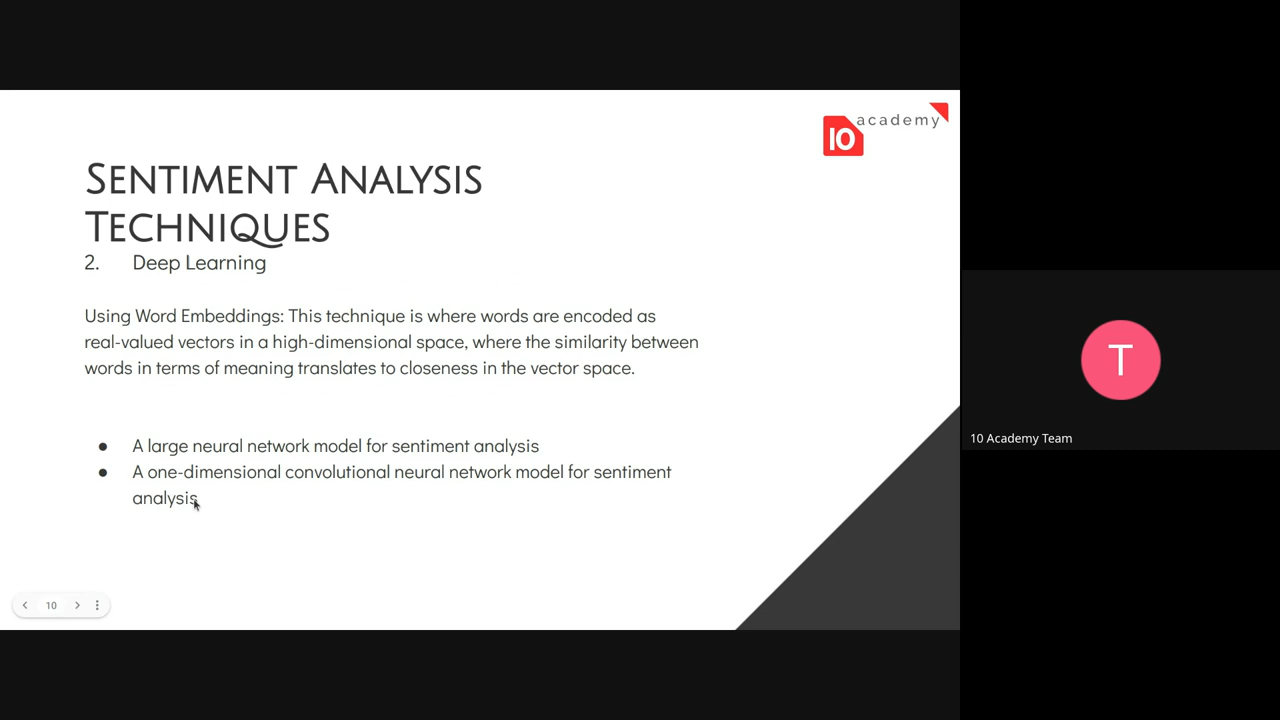 10 academy
SENTIMENT ANALYSIS
TECHNIQUES
2. Deep Learning
Using Word Embeddings: This technique is where words are encoded as
real-valued vectors in a high-dimensional space, where the similarity between
words in terms of meaning translates to closeness in the vector space.
● A large neural network model for sentiment analysis
● A one-dimensional convolutional neural network model for sentiment
analysis
10
T
10 Academy Team